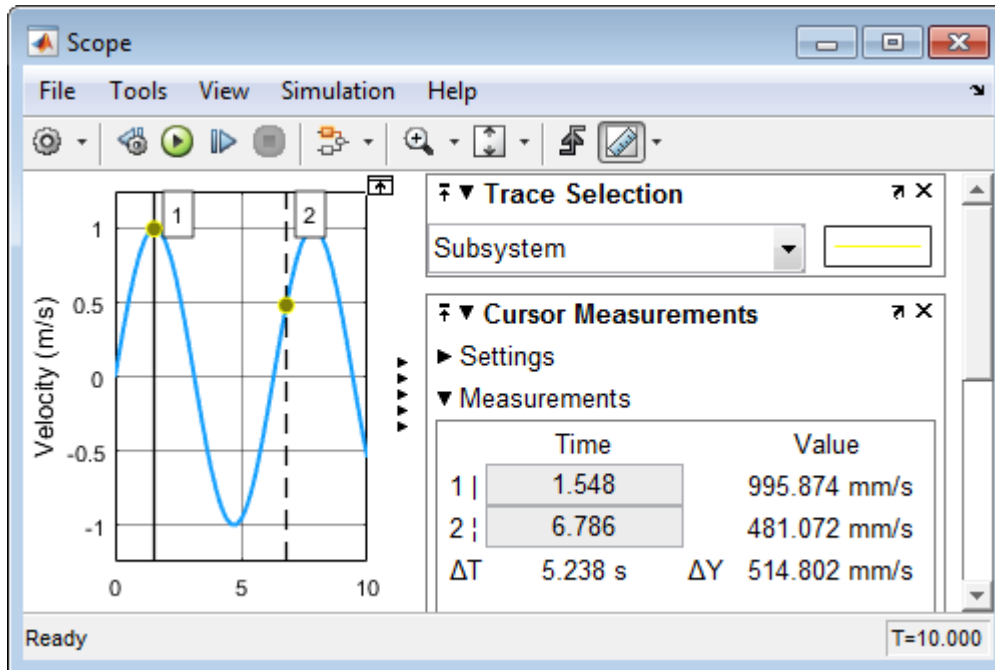 Scope
File Tools View Simulation Help
1 2
1
0.5
0
-0.5
-1
Velocity (m/s)
0 5 10
Trace Selection
Subsystem
Cursor Measurements
Settings
Measurements
Time Value
1 | 1.548 995.874 mm/s
2 ¦ 6.786 481.072 mm/s
ΔT 5.238 s ΔY 514.802 mm/s
Ready T=10.000